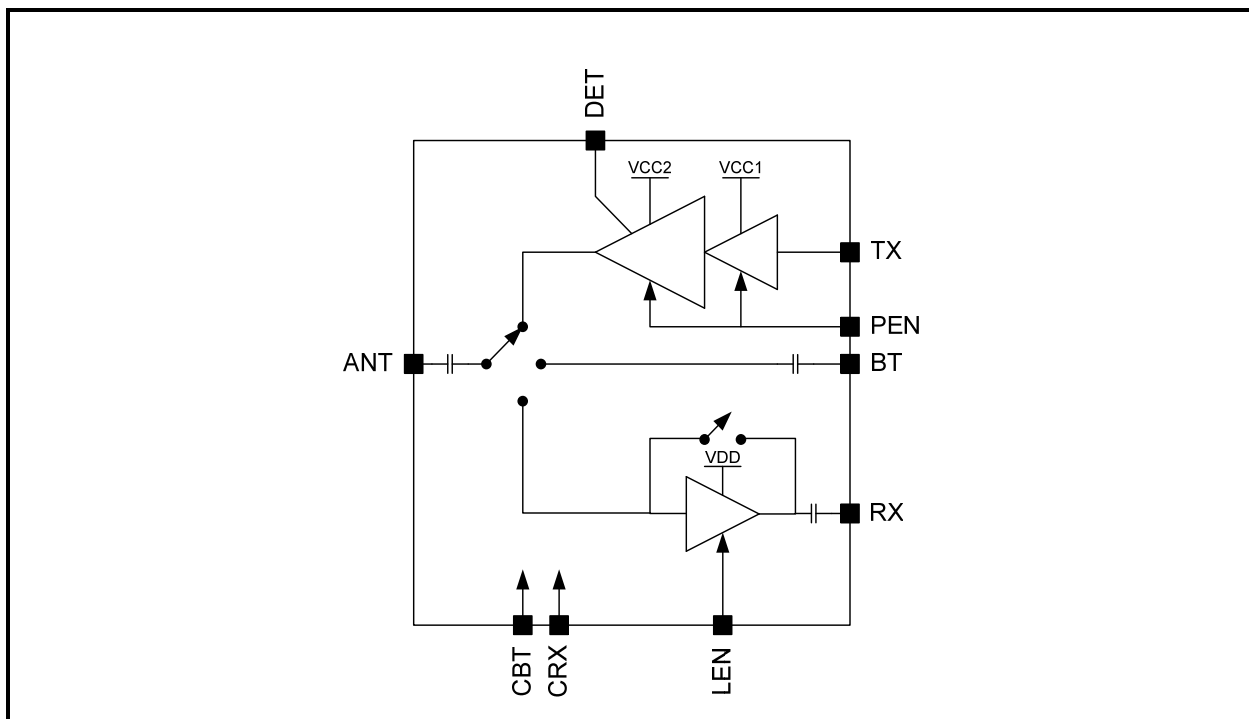 DET
VCC2
VCC1
TX
PEN
ANT
BT
VDD
RX
CBT
CRX
LEN